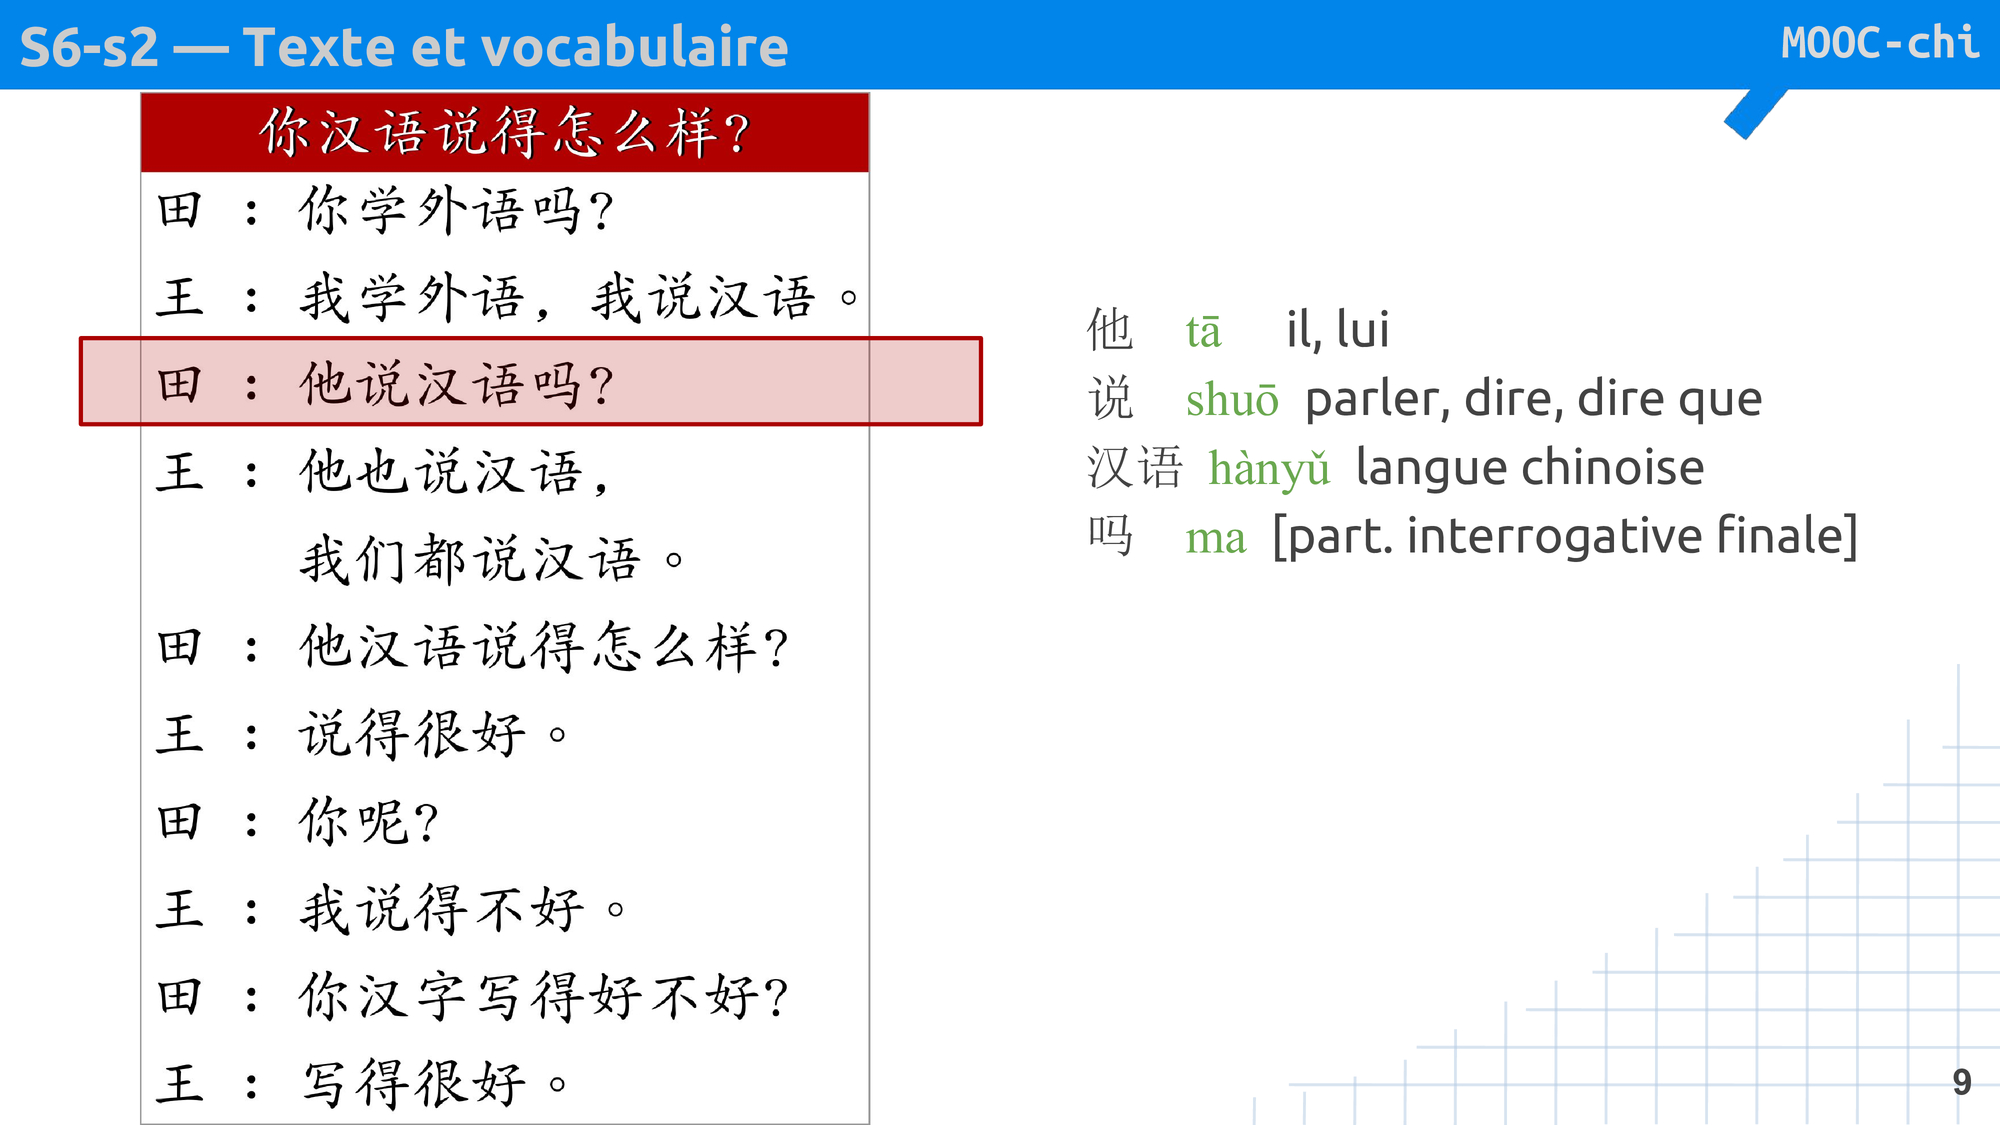 S6-s2 — Texte et vocabulaire
MOOC-chi
你汉语说得怎么样?
田 : 你学外语吗?
王 : 我学外语, 我说汉语。
田 : 他说汉语吗?
王 : 他也说汉语,
我们都说汉语。
田 : 他汉语说得怎么样?
王 : 说得很好。
田 : 你呢?
王 : 我说得不好。
田 : 你汉字写得好不好?
王 : 写得很好。
他 tā il, lui
说 shuō parler, dire, dire que
汉语 hànyǔ langue chinoise
吗 ma [part. interrogative finale]
9